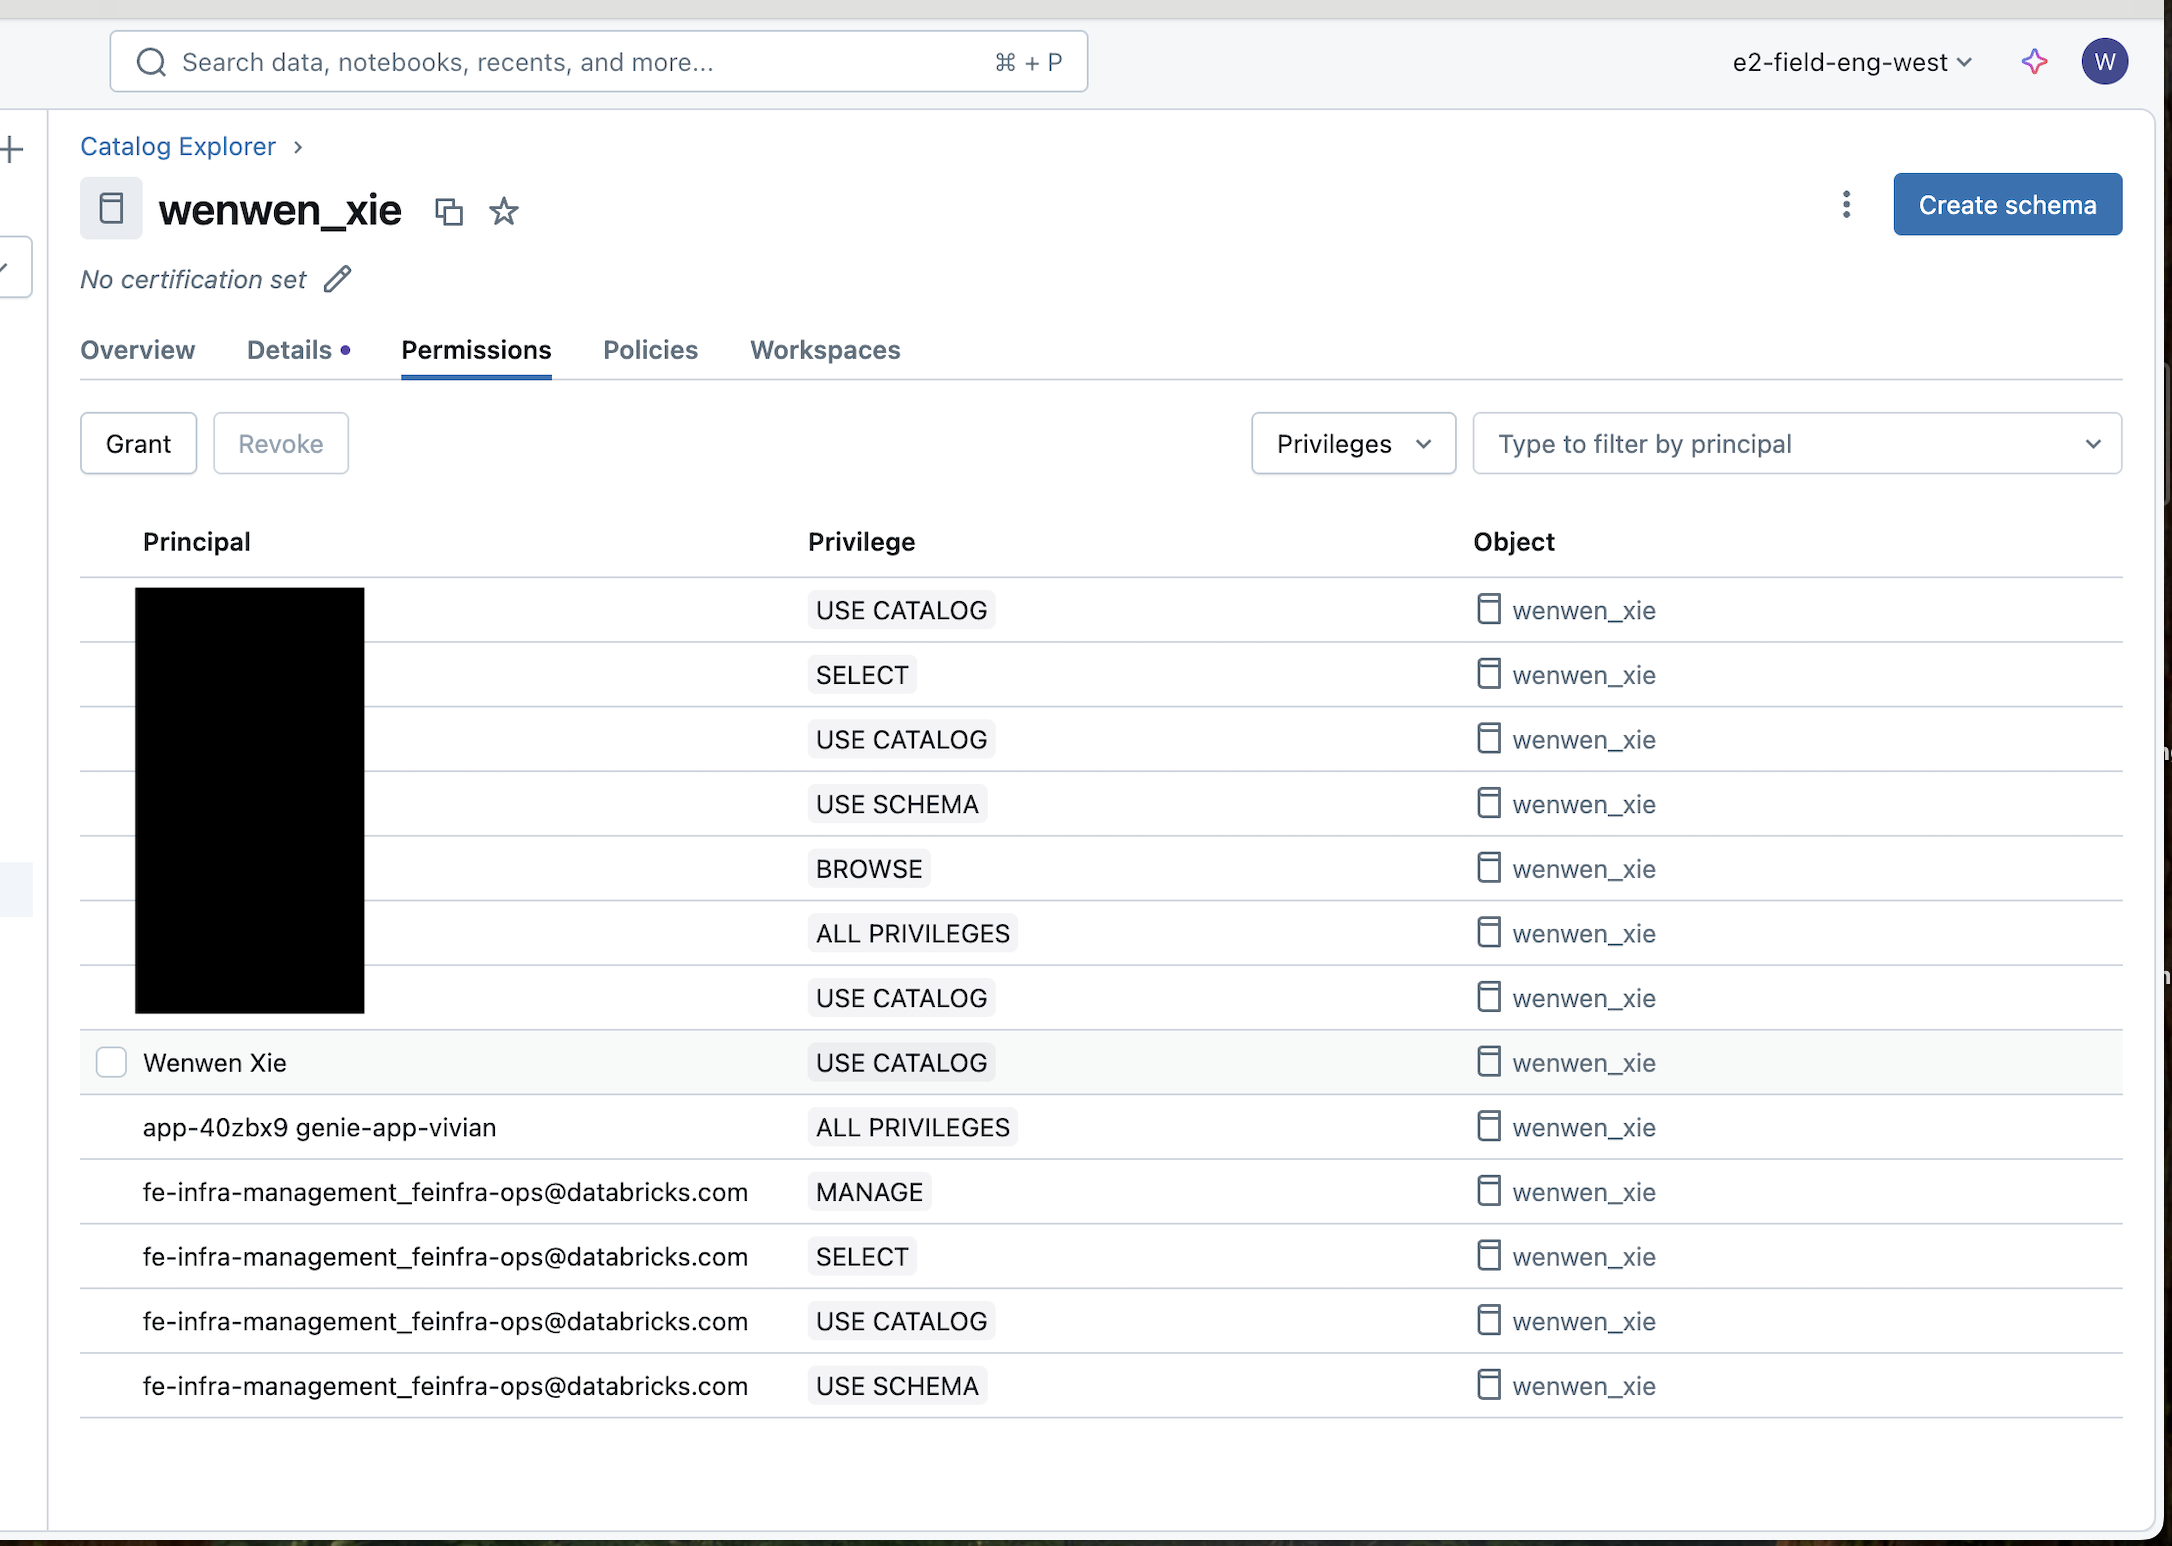 Search data, notebooks, recents, and more... ⌘ + P
e2-field-eng-west
W
Catalog Explorer ›
wenwen_xie
Create schema
No certification set
Overview Details Permissions Policies Workspaces
Grant Revoke Privileges Type to filter by principal
Principal Privilege Object
USE CATALOG wenwen_xie
SELECT wenwen_xie
USE CATALOG wenwen_xie
USE SCHEMA wenwen_xie
BROWSE wenwen_xie
ALL PRIVILEGES wenwen_xie
USE CATALOG wenwen_xie
Wenwen Xie USE CATALOG wenwen_xie
app-40zbx9 genie-app-vivian ALL PRIVILEGES wenwen_xie
fe-infra-management_feinfra-ops@databricks.com MANAGE wenwen_xie
fe-infra-management_feinfra-ops@databricks.com SELECT wenwen_xie
fe-infra-management_feinfra-ops@databricks.com USE CATALOG wenwen_xie
fe-infra-management_feinfra-ops@databricks.com USE SCHEMA wenwen_xie